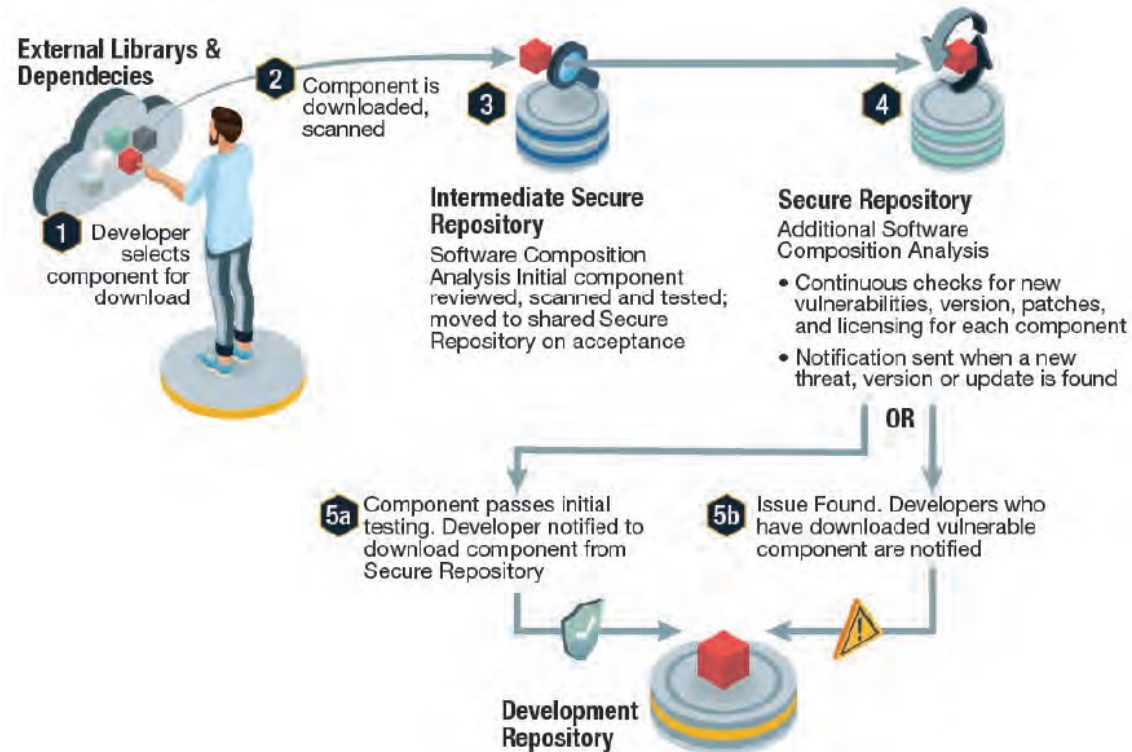 External Librarys &
Dependecies
1 Developer
selects
component for
download
2 Component is
downloaded,
scanned
3
Intermediate Secure
Repository
Software Composition
Analysis Initial component
reviewed, scanned and tested;
moved to shared Secure
Repository on acceptance
4
Secure Repository
Additional Software
Composition Analysis
• Continuous checks for new
vulnerabilities, version, patches,
and licensing for each component
• Notification sent when a new
threat, version or update is found
OR
5a Component passes initial
testing. Developer notified to
download component from
Secure Repository
5b Issue Found. Developers who
have downloaded vulnerable
component are notified
Development
Repository